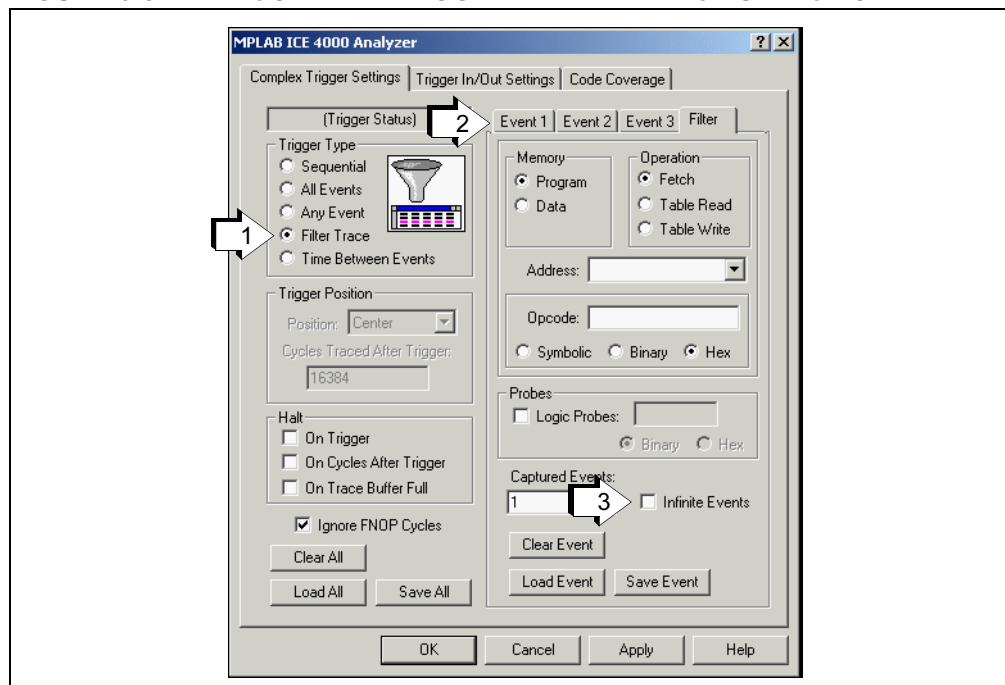 MPLAB ICE 4000 Analyzer
Complex Trigger Settings Trigger In/Out Settings Code Coverage
(Trigger Status)
2
Event 1 Event 2 Event 3 Filter
Trigger Type
Sequential
All Events
Any Event
1
Filter Trace
Time Between Events
Memory
Program
Data
Operation
Fetch
Table Read
Table Write
Address:
Trigger Position
Position: Center
Cycles Traced After Trigger:
16384
Opcode:
Symbolic Binary Hex
Probes
Logic Probes:
Binary Hex
Halt
On Trigger
On Cycles After Trigger
On Trace Buffer Full
Captured Events:
1
3
Infinite Events
Ignore FNOP Cycles
Clear All
Load All Save All
Clear Event
Load Event Save Event
OK Cancel Apply Help